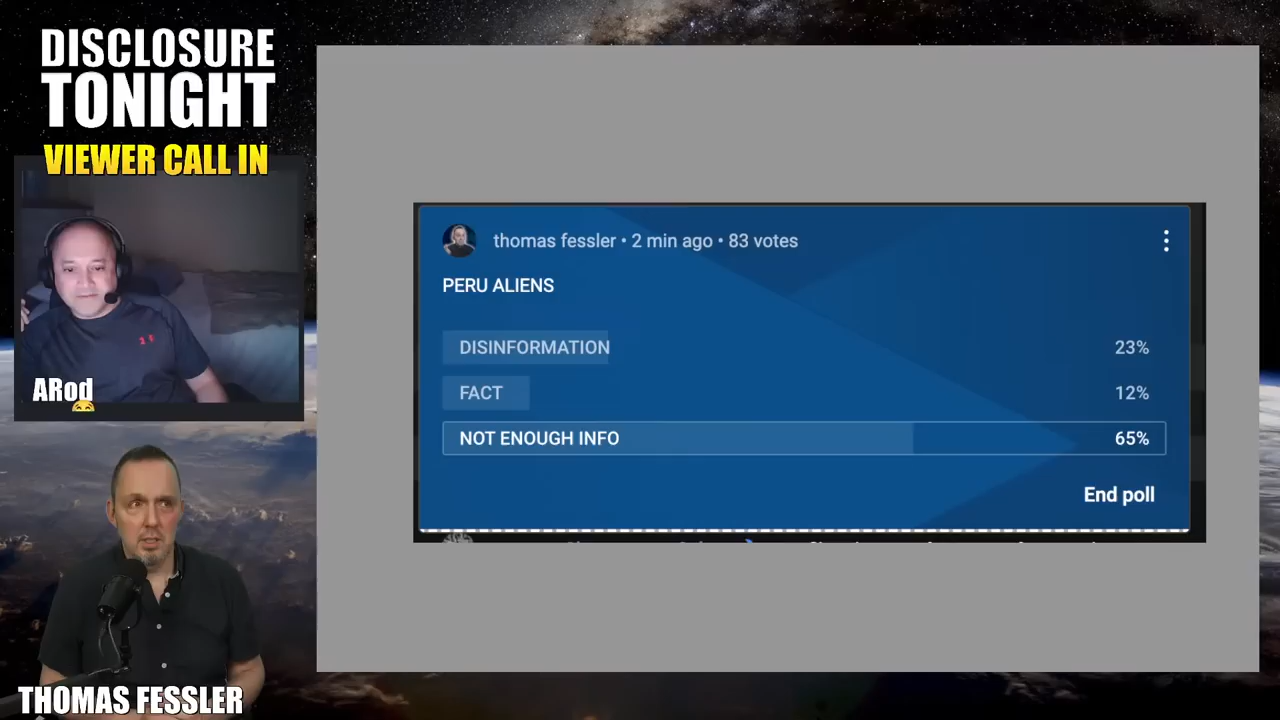 DISCLOSURE
TONIGHT
VIEWER CALL IN
ARod
THOMAS FESSLER
thomas fessler • 2 min ago • 83 votes
PERU ALIENS
DISINFORMATION 23%
FACT 12%
NOT ENOUGH INFO 65%
End poll